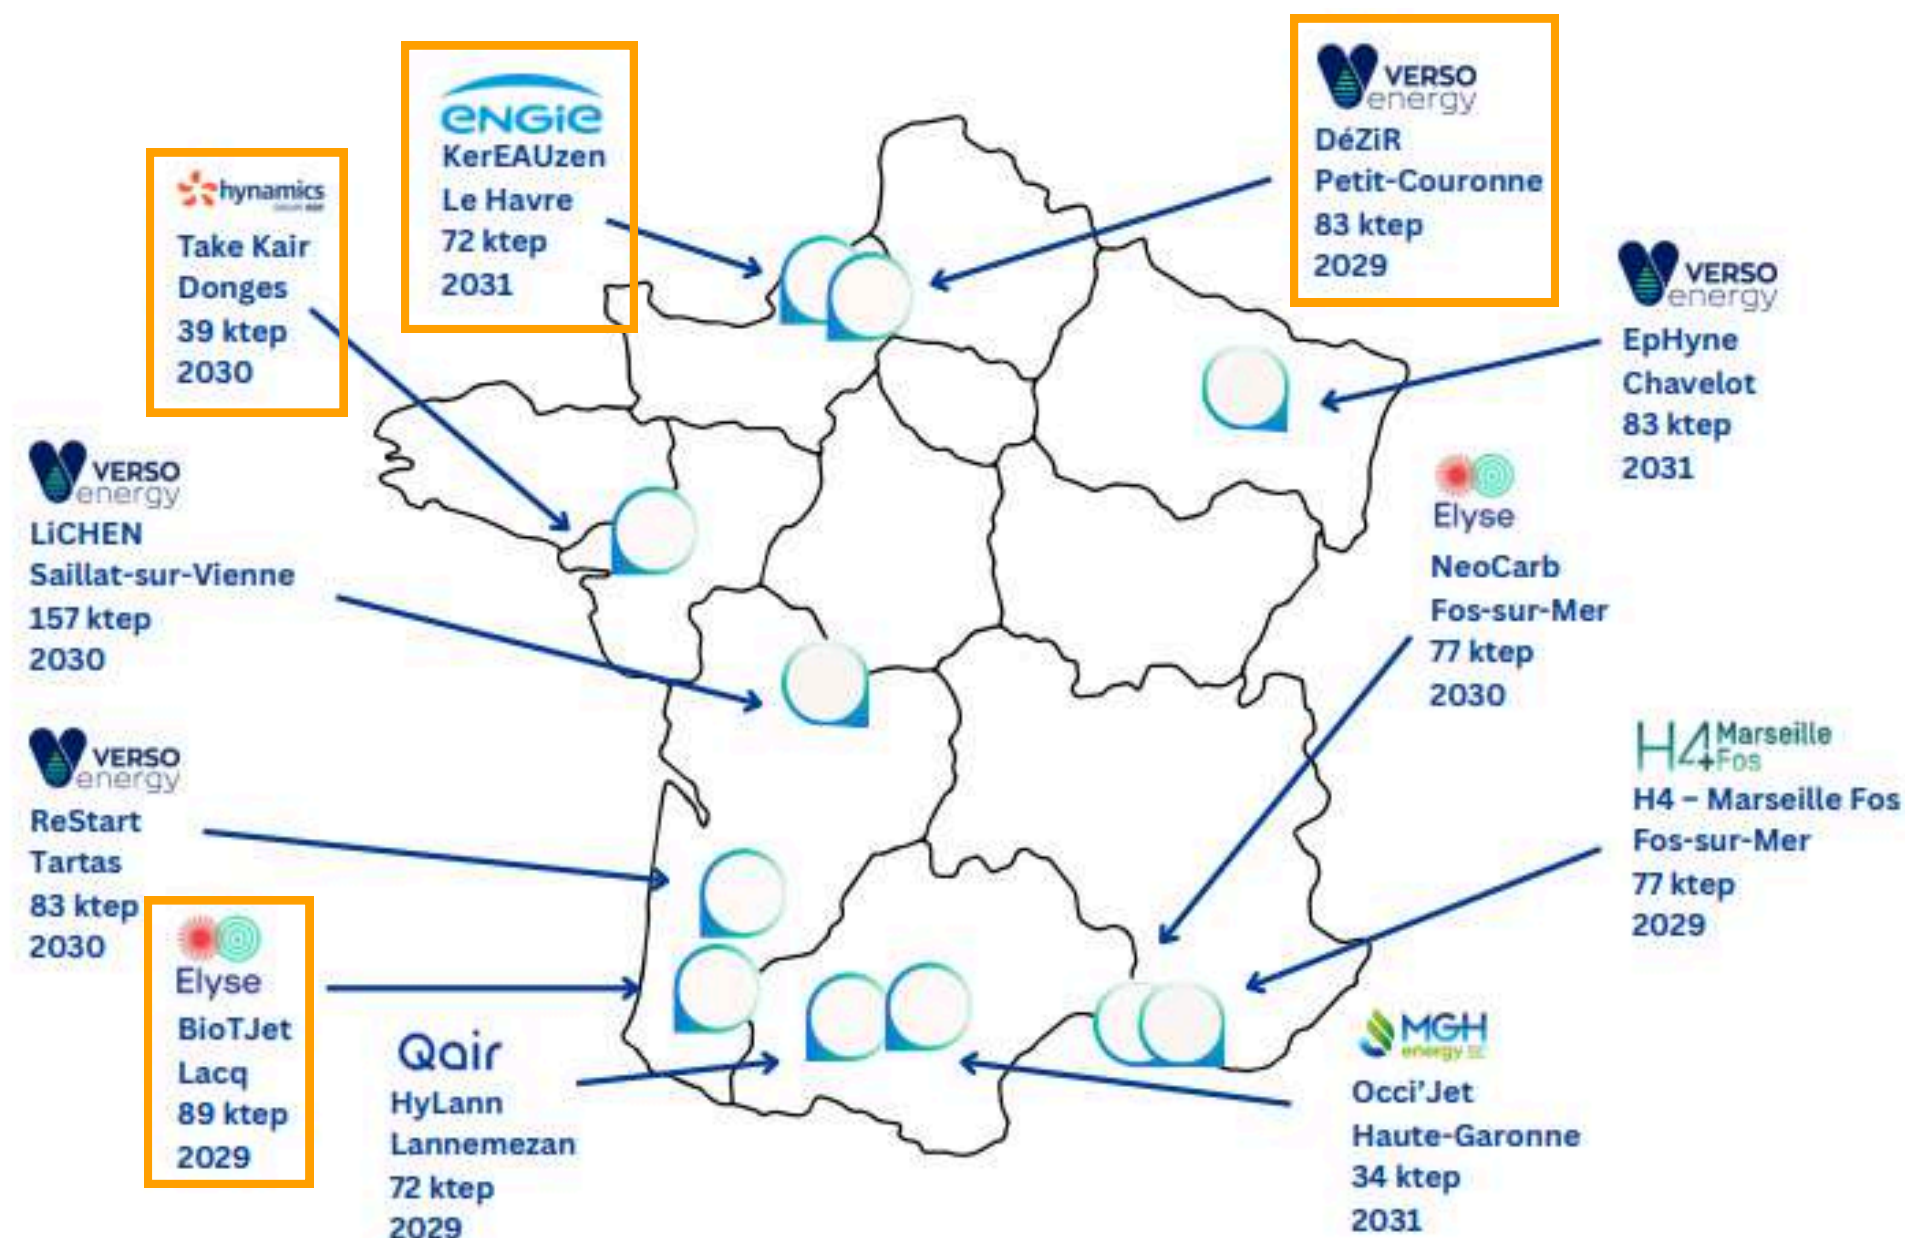 ENGIE
KerEAUzen
Le Havre
72 ktep
2031
VERSO
energy
DéZiR
Petit-Couronne
83 ktep
2029
hynamics
Take Kair
Donges
39 ktep
2030
VERSO
energy
EpHyne
Chavelot
83 ktep
2031
VERSO
energy
LiCHEN
Saillat-sur-Vienne
157 ktep
2030
Elyse
NeoCarb
Fos-sur-Mer
77 ktep
2030
VERSO
energy
ReStart
Tartas
83 ktep
2030
H4 Marseille
Fos
H4 – Marseille Fos
Fos-sur-Mer
77 ktep
2029
Elyse
BioTJet
Lacq
89 ktep
2029
Qair
HyLann
Lannemezan
72 ktep
2029
MGH
energy
Occi'Jet
Haute-Garonne
34 ktep
2031